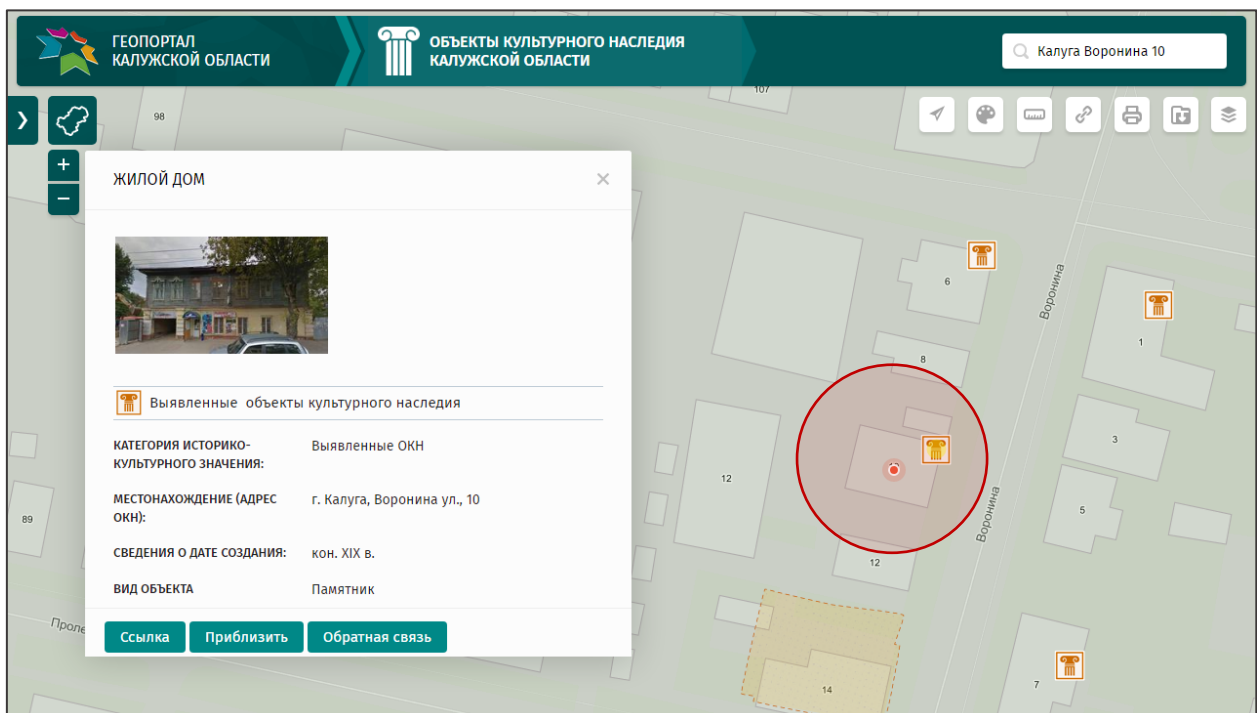 ГЕОПОРТАЛ
КАЛУЖСКОЙ ОБЛАСТИ
ОБЪЕКТЫ КУЛЬТУРНОГО НАСЛЕДИЯ
КАЛУЖСКОЙ ОБЛАСТИ
Калуга Воронина 10
107
98
+
−
ЖИЛОЙ ДОМ
Выявленные объекты культурного наследия
КАТЕГОРИЯ ИСТОРИКО-
КУЛЬТУРНОГО ЗНАЧЕНИЯ:
Выявленные ОКН
МЕСТОНАХОЖДЕНИЕ (АДРЕС
ОКН):
г. Калуга, Воронина ул., 10
СВЕДЕНИЯ О ДАТЕ СОЗДАНИЯ:
кон. XIX в.
ВИД ОБЪЕКТА
Памятник
Ссылка
Приблизить
Обратная связь
89
Проле
6
Воронина
1
8
3
12
5
Воронина
12
14
7